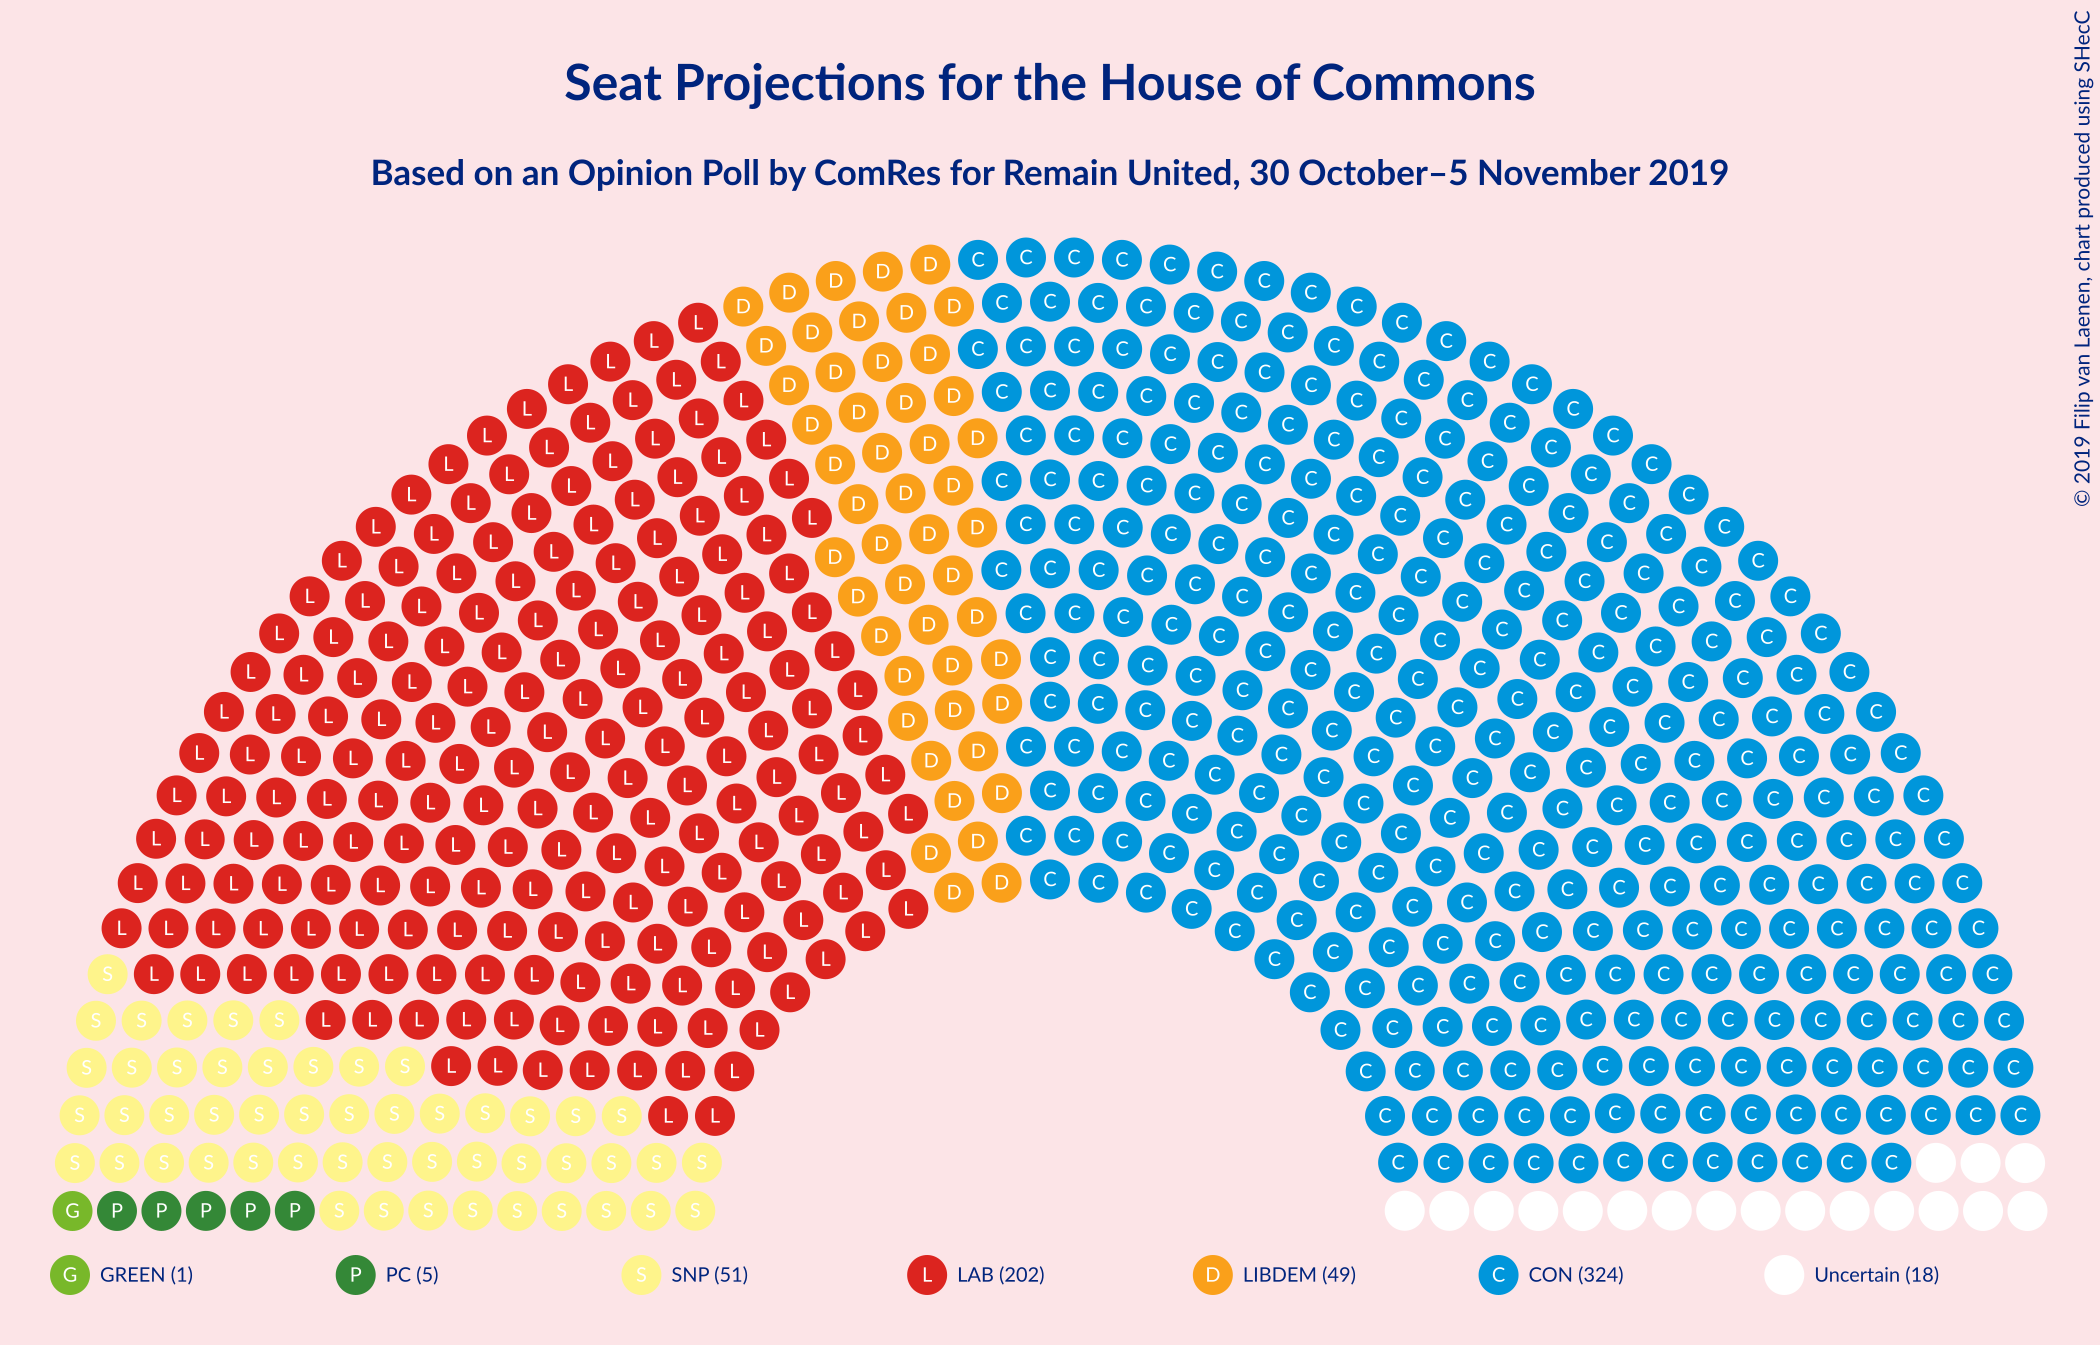 Seat Projections for the House of Commons
Based on an Opinion Poll by ComRes for Remain United, 30 October–5 November 2019
© 2019 Filip van Laenen, chart produced using SHecC
G GREEN (1)
P PC (5)
S SNP (51)
L LAB (202)
D LIBDEM (49)
C CON (324)
Uncertain (18)